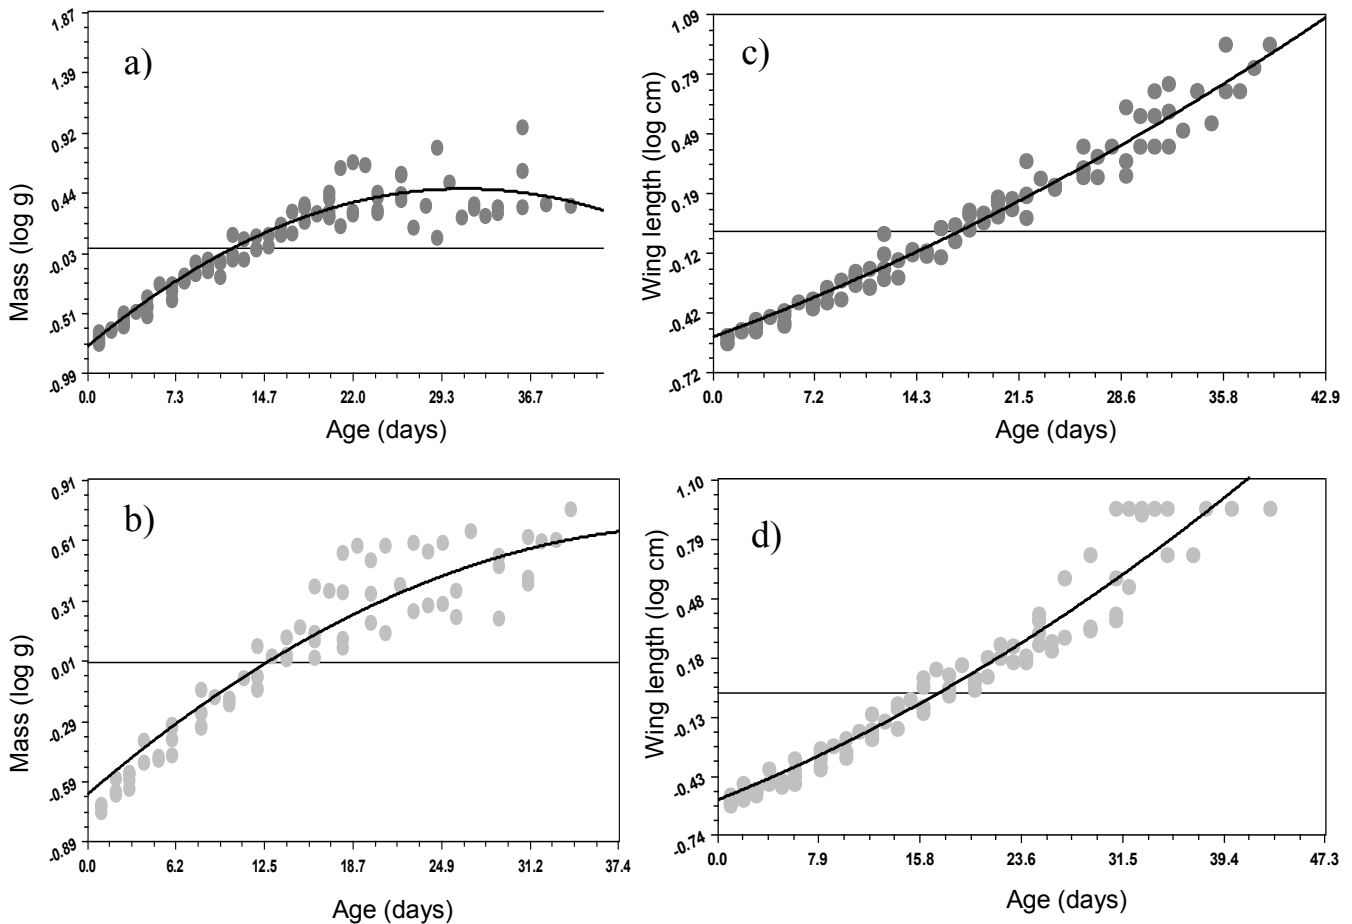 a)
Mass (log g)
1.87
1.39
0.92
0.44
-0.03
-0.51
-0.99
0.0 7.3 14.7 22.0 29.3 36.7
Age (days)
c)
Wing length (log cm)
1.09
0.79
0.49
0.19
-0.12
-0.42
-0.72
0.0 7.2 14.3 21.5 28.6 35.8 42.9
Age (days)
b)
Mass (log g)
0.91
0.61
0.31
0.01
-0.29
-0.59
-0.89
0.0 6.2 12.5 18.7 24.9 31.2 37.4
Age (days)
d)
Wing length (log cm)
1.10
0.79
0.48
0.18
-0.13
-0.43
-0.74
0.0 7.9 15.8 23.6 31.5 39.4 47.3
Age (days)